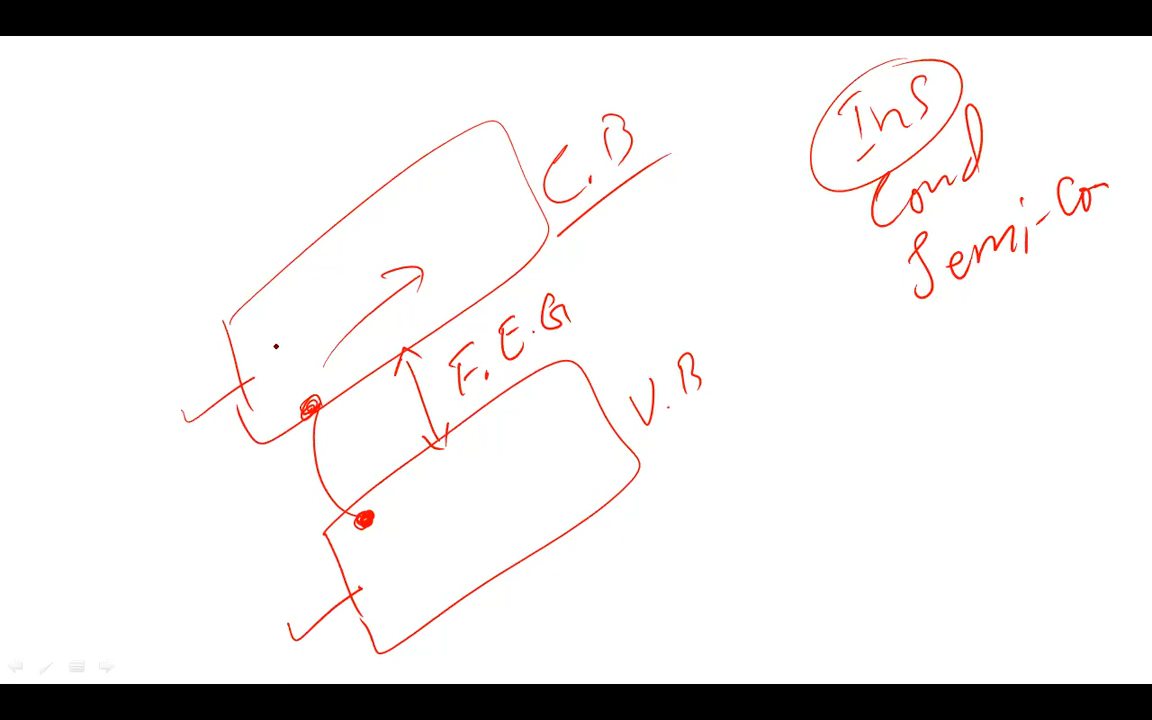 C.B
F.E.G
V.B
Ins
Cond
Semi-Co